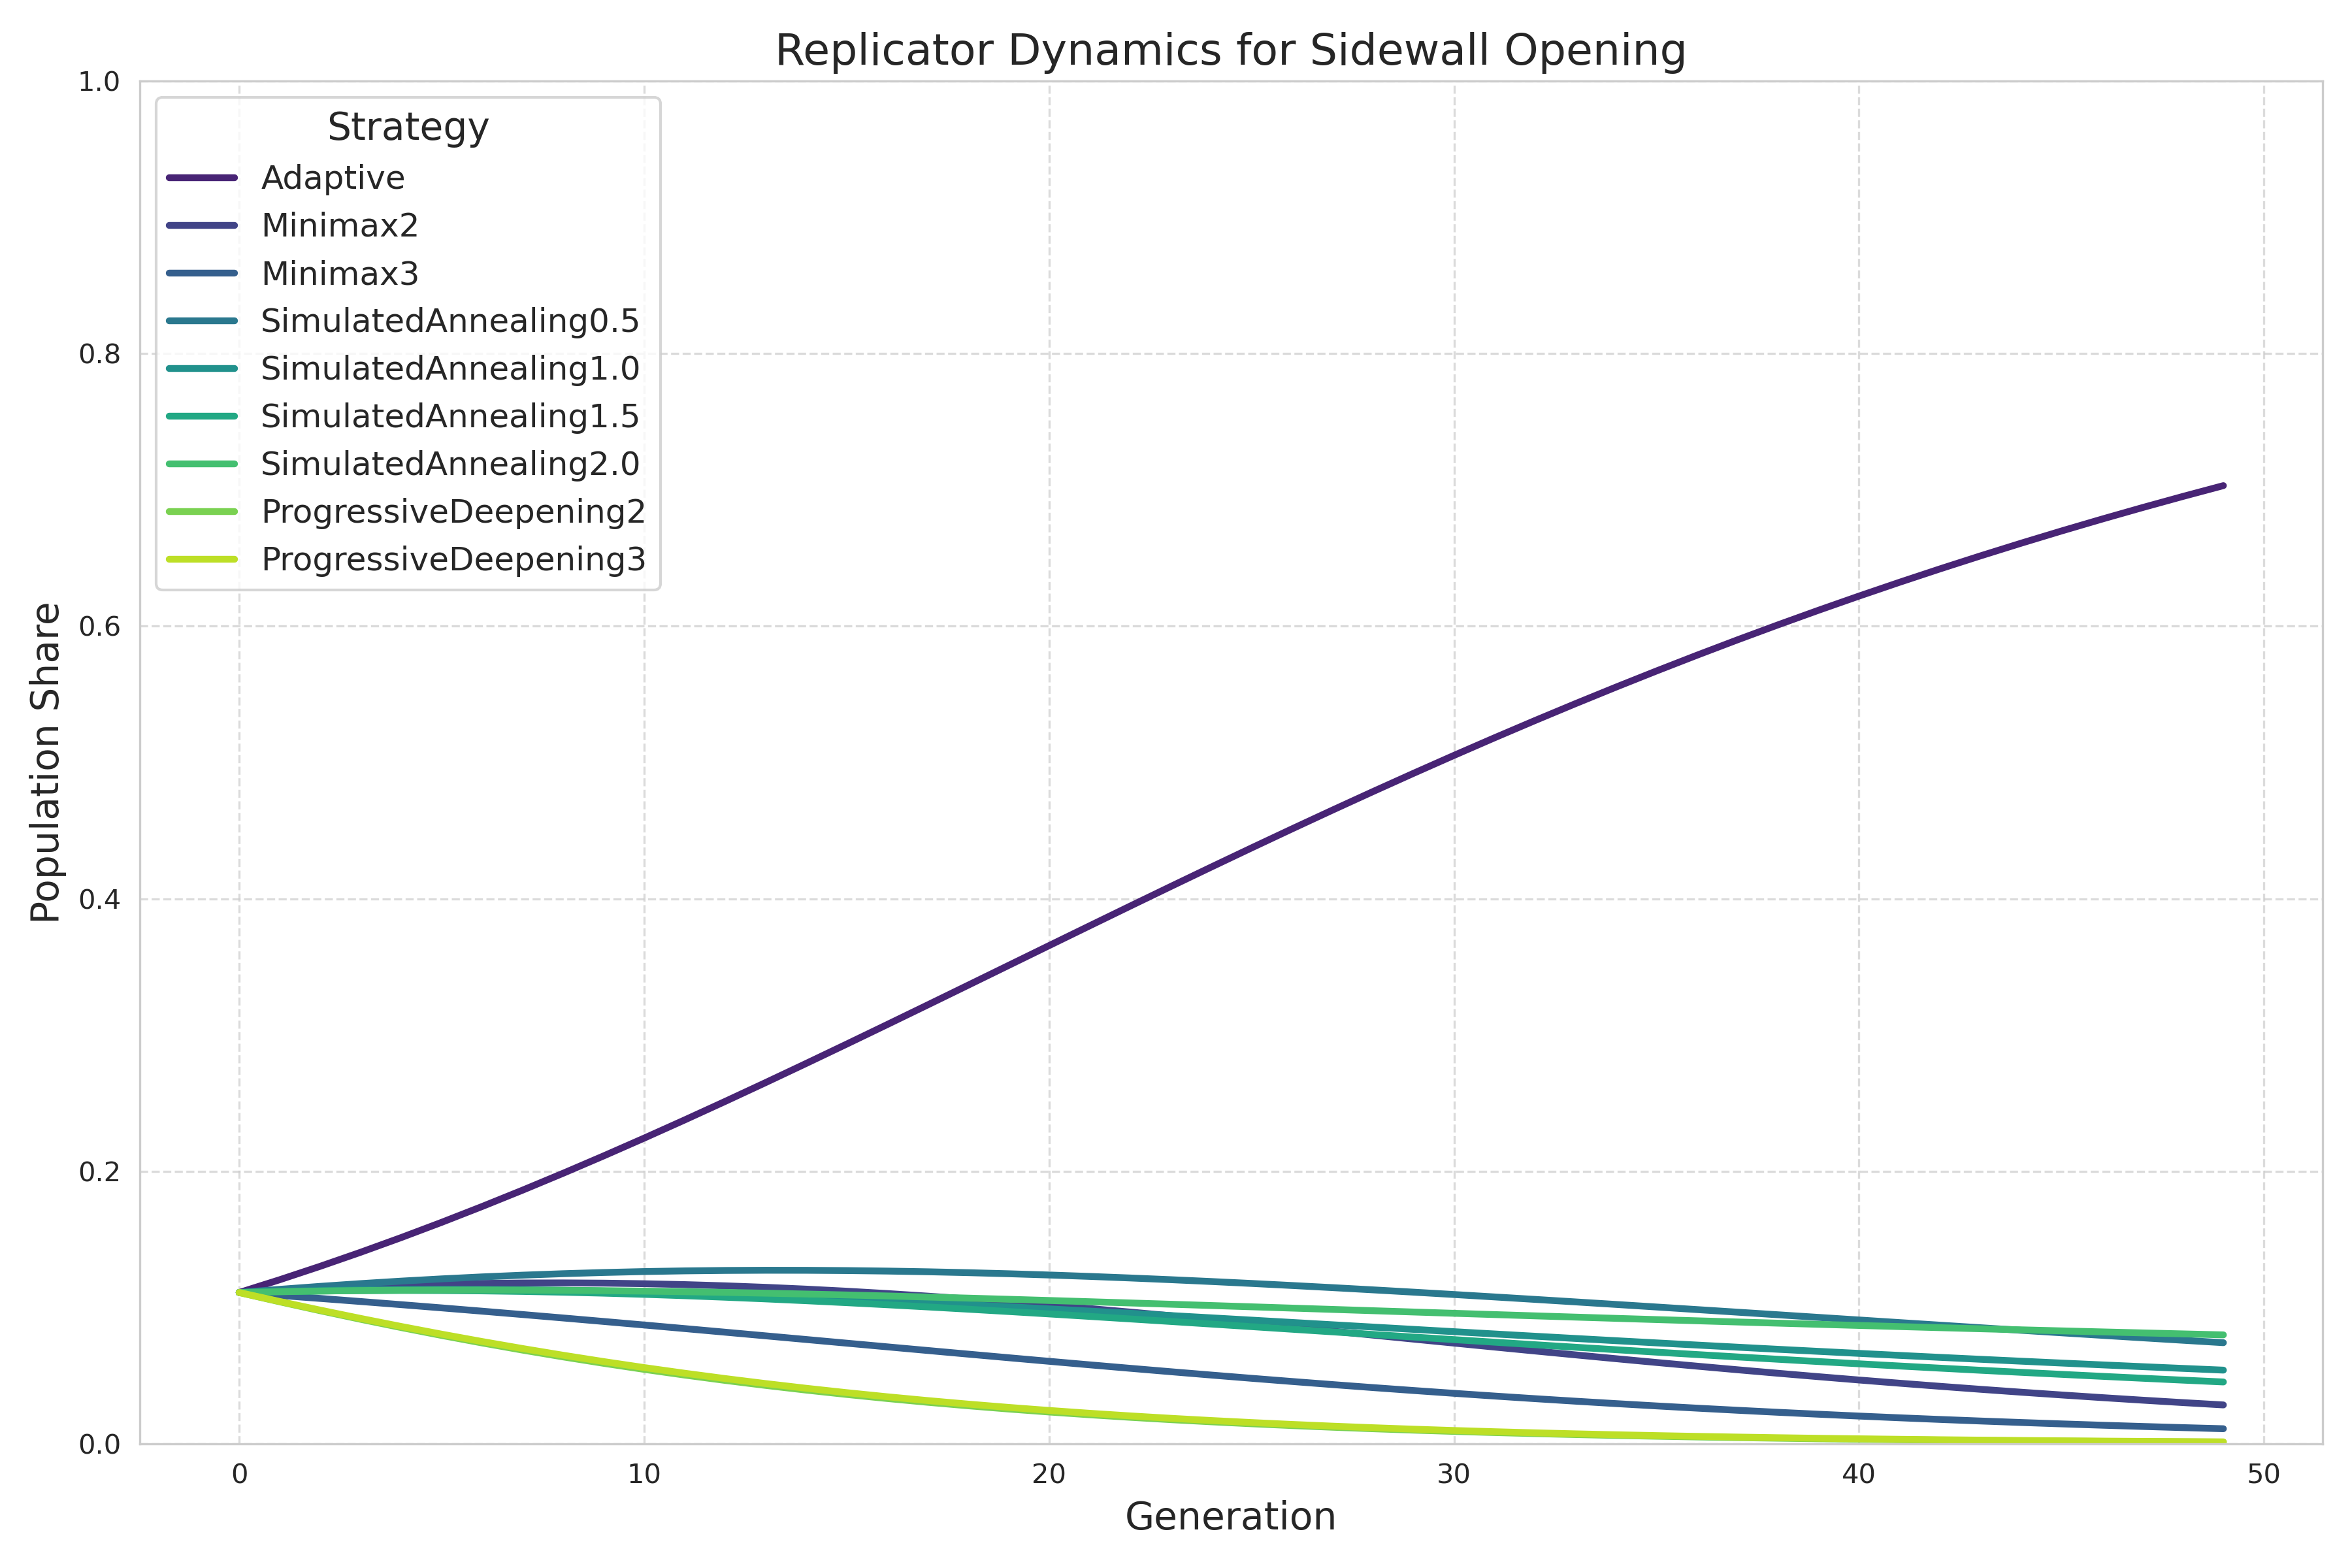 Replicator Dynamics for Sidewall Opening
Strategy
Adaptive
Minimax2
Minimax3
SimulatedAnnealing0.5
SimulatedAnnealing1.0
SimulatedAnnealing1.5
SimulatedAnnealing2.0
ProgressiveDeepening2
ProgressiveDeepening3
Population Share
1.0
0.8
0.6
0.4
0.2
0.0
0 10 20 30 40 50
Generation